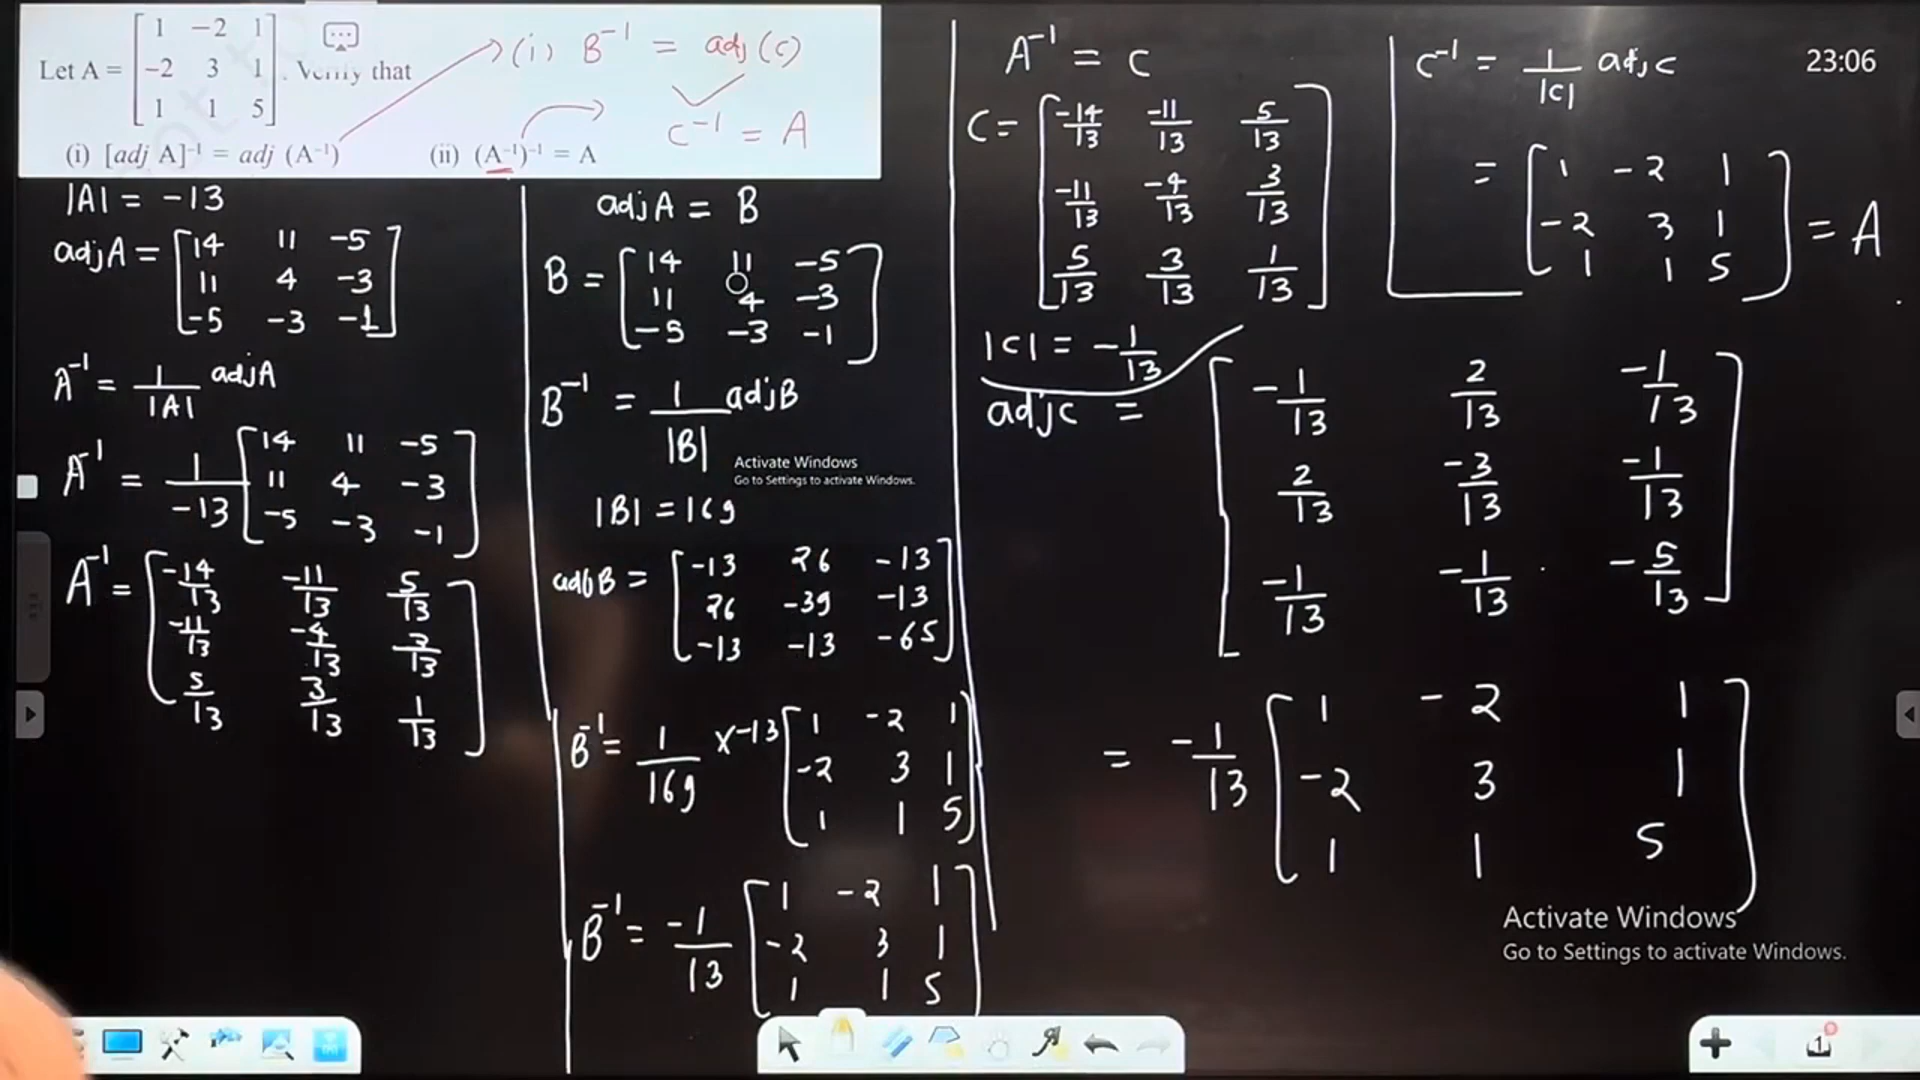 Let A = [1 −2 1
−2 3 1
1 1 5]. Verify that
(i) [adj A]⁻¹ = adj (A⁻¹) (ii) (A⁻¹)⁻¹ = A
(i) B⁻¹ = adj(c)
c⁻¹ = A
|A| = -13
adjA = [14 11 -5
11 4 -3
-5 -3 -1]
A⁻¹ = 1/|A| adjA
A⁻¹ = 1/-13 [14 11 -5
11 4 -3
-5 -3 -1]
A⁻¹ = [-14/13 -11/13 5/13
-11/13 -4/13 3/13
5/13 3/13 1/13]
adjA = B
B = [14 11 -5
11 4 -3
-5 -3 -1]
B⁻¹ = 1/|B| adjB
Activate Windows
Go to Settings to activate Windows.
|B| = 169
adjB = [-13 26 -13
26 -39 -13
-13 -13 -65]
B⁻¹ = 1/169 x -13 [1 -2 1
-2 3 1
1 1 5]
B⁻¹ = -1/13 [1 -2 1
-2 3 1
1 1 5]
A⁻¹ = c
C = [-14/13 -11/13 5/13
-11/13 -4/13 3/13
5/13 3/13 1/13]
|C| = -1/13
adjc = [-1/13 2/13 -1/13
2/13 -3/13 -1/13
-1/13 -1/13 -5/13]
= -1/13 [1 -2 1
-2 3 1
1 1 5]
c⁻¹ = 1/|c| adjc
= [1 -2 1
-2 3 1
1 1 5] = A
23:06
Activate Windows
Go to Settings to activate Windows.
1